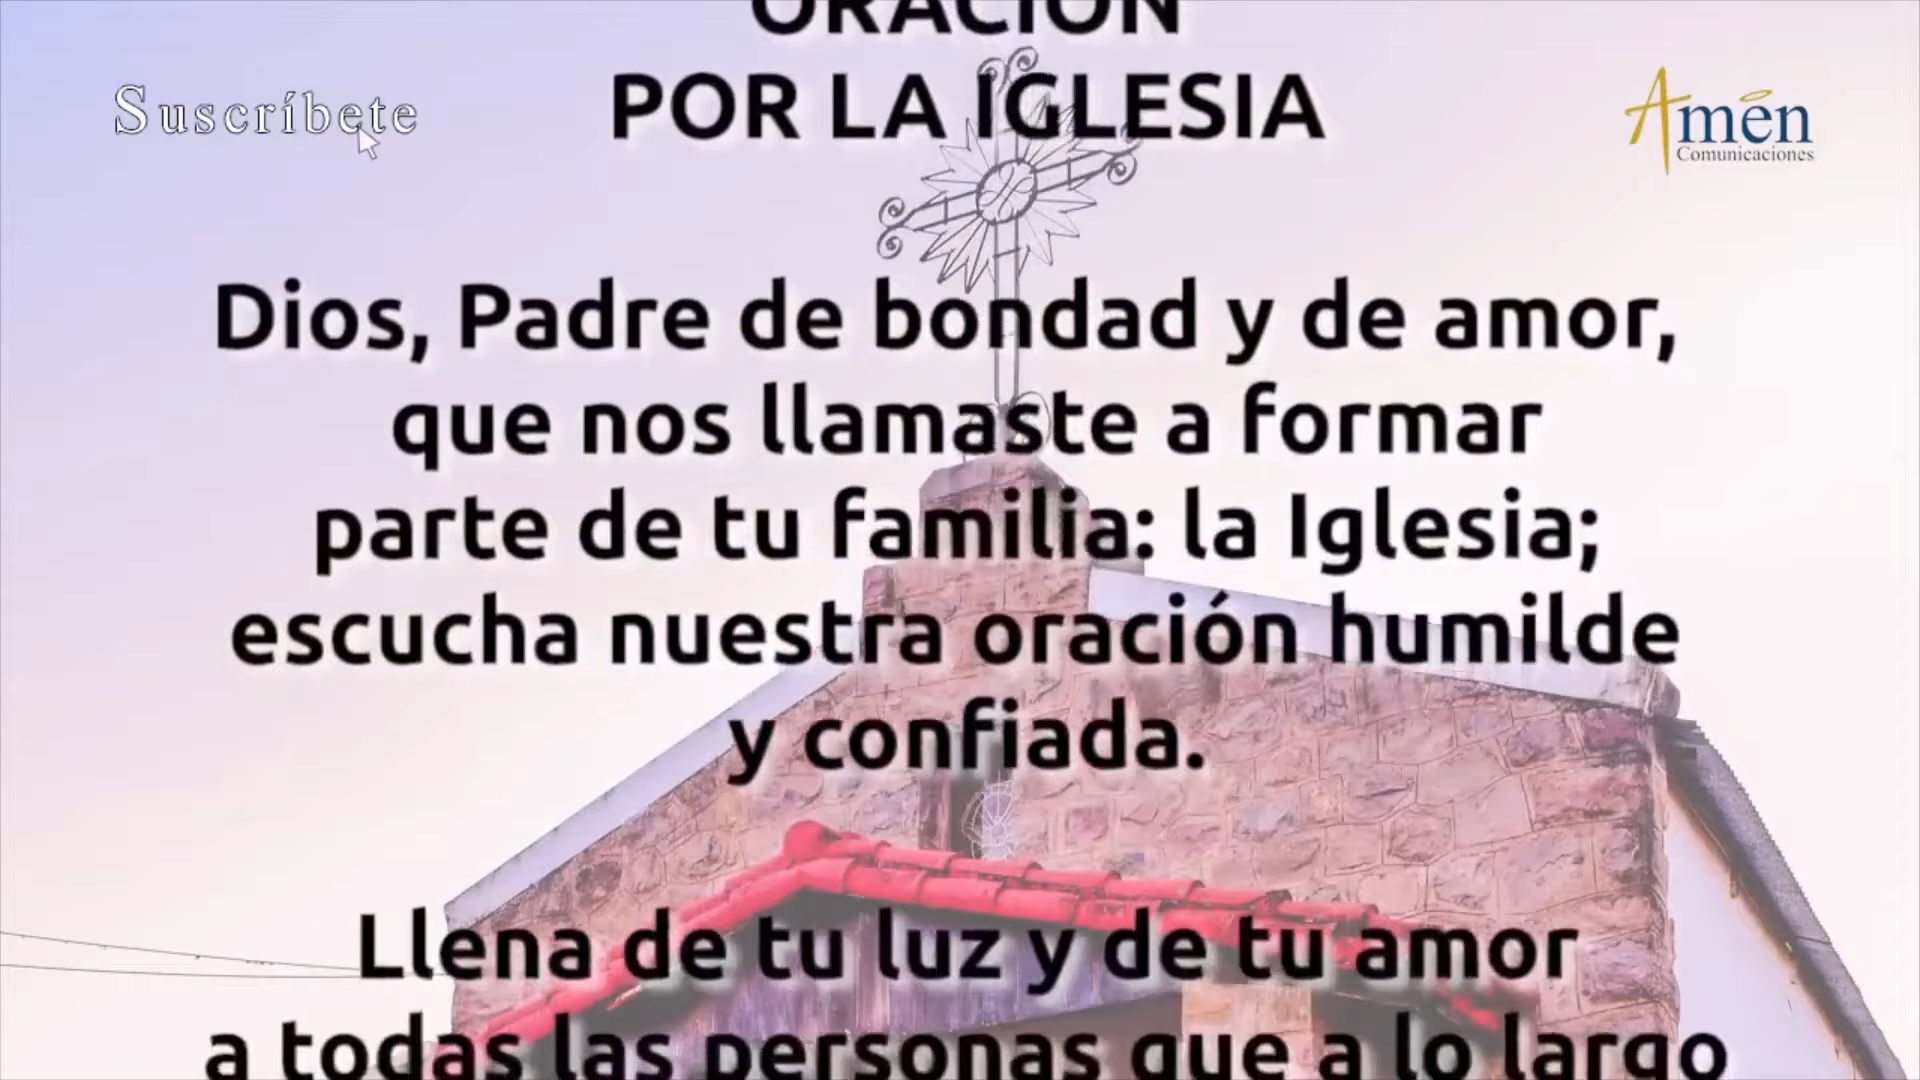 ORACIÓN
POR LA IGLESIA
Suscríbete
Amén
Comunicaciones
Dios, Padre de bondad y de amor,
que nos llamaste a formar
parte de tu familia: la Iglesia;
escucha nuestra oración humilde
y confiada.
Llena de tu luz y de tu amor
a todas las personas que a lo largo